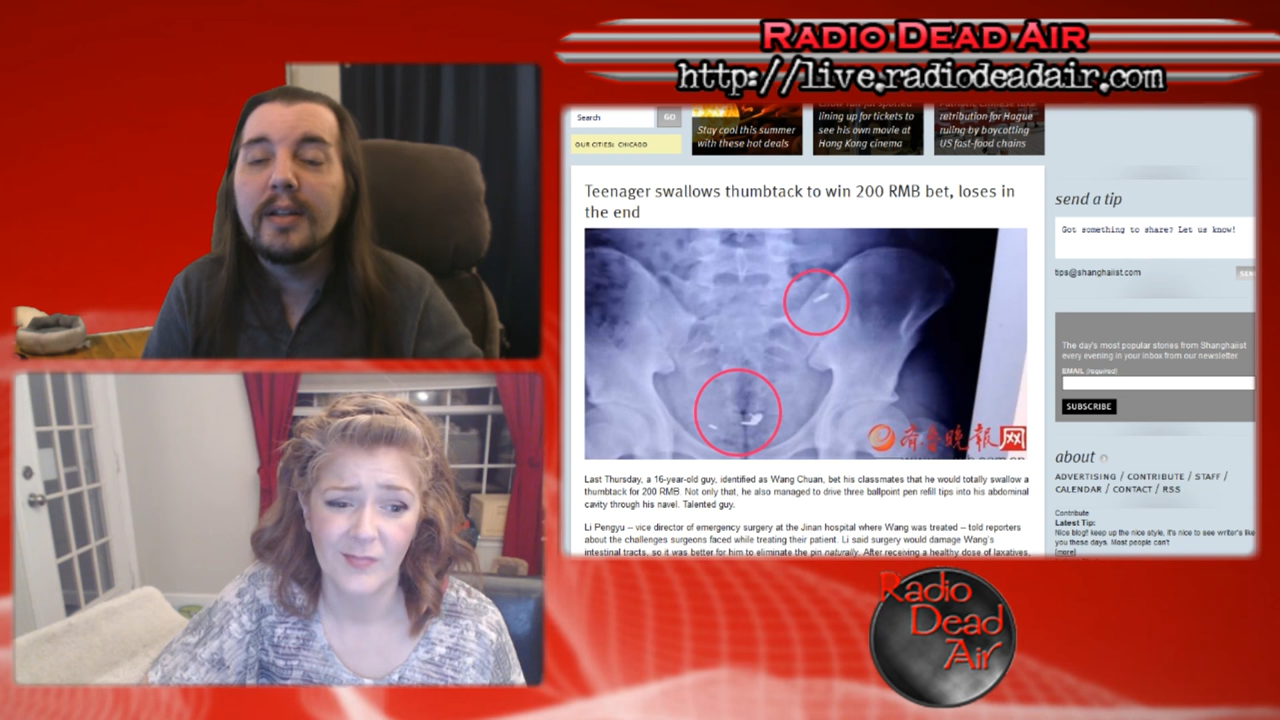 RADIO DEAD AIR
http://live.radiodeadair.com
Search
GO
OUR CITIES: CHICAGO
Stay cool this summer
with these hot deals
lining up for tickets to
see his own movie at
Hong Kong cinema
retribution for Hague
ruling by boycotting
US fast-food chains
Teenager swallows thumbtack to win 200 RMB bet, loses in
the end
齐鲁晚报网
Last Thursday, a 16-year-old guy, identified as Wang Chuan, bet his classmates that he would totally swallow a
thumbtack for 200 RMB. Not only that, he also managed to drive three ballpoint pen refill tips into his abdominal
cavity through his navel. Talented guy.
Li Pengyu -- vice director of emergency surgery at the Jinan hospital where Wang was treated -- told reporters
about the challenges surgeons faced while treating their patient. Li said surgery would damage Wang's
intestinal tracts, so it was better for him to eliminate the pin naturally. After receiving a healthy dose of laxatives,
send a tip
Got something to share? Let us know!
tips@shanghaiist.com
The day's most popular stories from Shanghaiist
every evening in your inbox from our newsletter.
EMAIL (required)
SUBSCRIBE
about
ADVERTISING / CONTRIBUTE / STAFF /
CALENDAR / CONTACT / RSS
Contribute
Latest Tip:
Nice blog! keep up the nice style, it's nice to see writer's like
you these days. Most people can't
[more]
Radio
Dead
Air